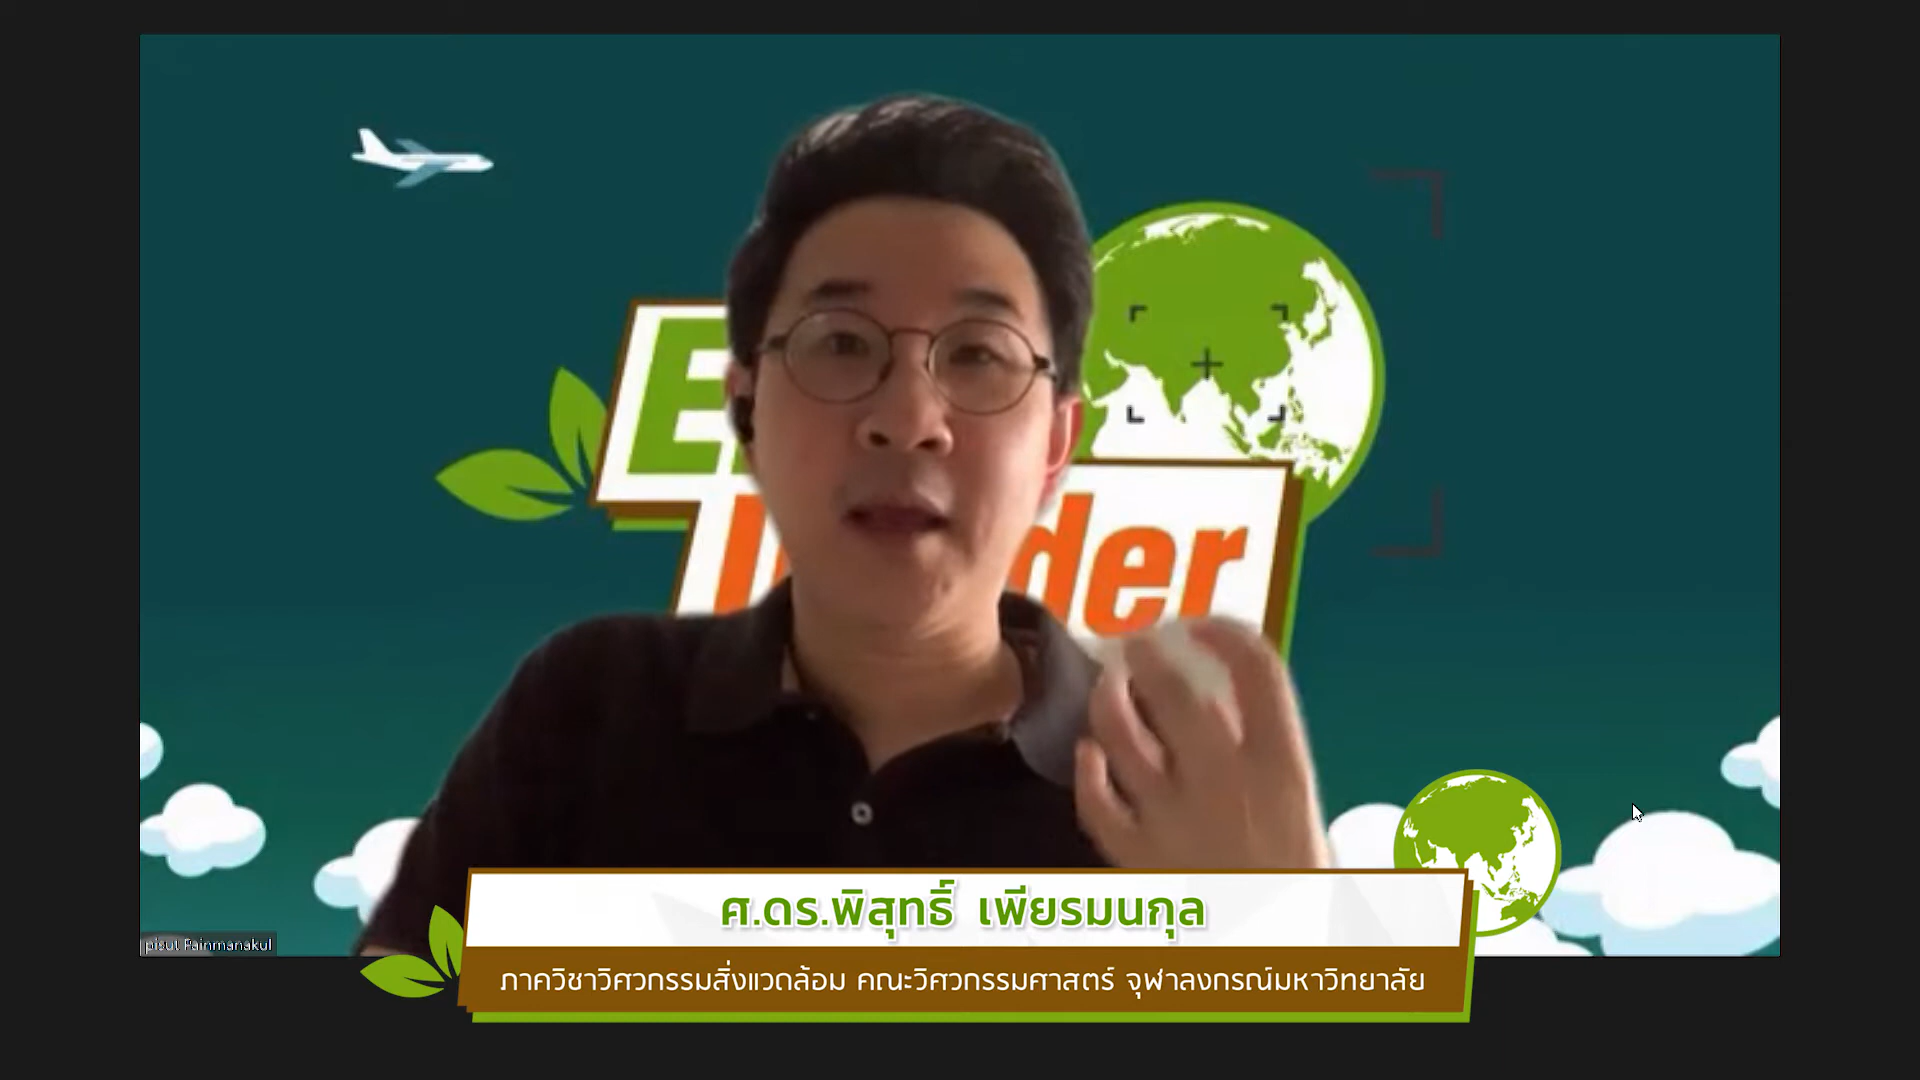 E
der
ศ.ดร.พิสุทธิ์ เพียรมนกุล
pisut Painmanakul
ภาควิชาวิศวกรรมสิ่งแวดล้อม คณะวิศวกรรมศาสตร์ จุฬาลงกรณ์มหาวิทยาลัย